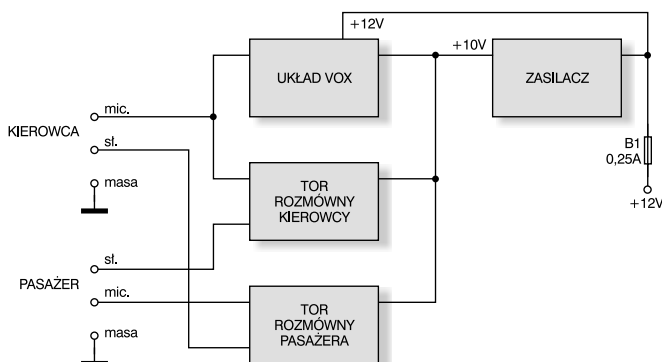 +12V
UKŁAD VOX
+10V
ZASILACZ
KIEROWCA
mic.
sł.
masa
B1
0,25A
+12V
TOR
ROZMÓWNY
KIEROWCY
PASAŻER
sł.
mic.
masa
TOR
ROZMÓWNY
PASAŻERA